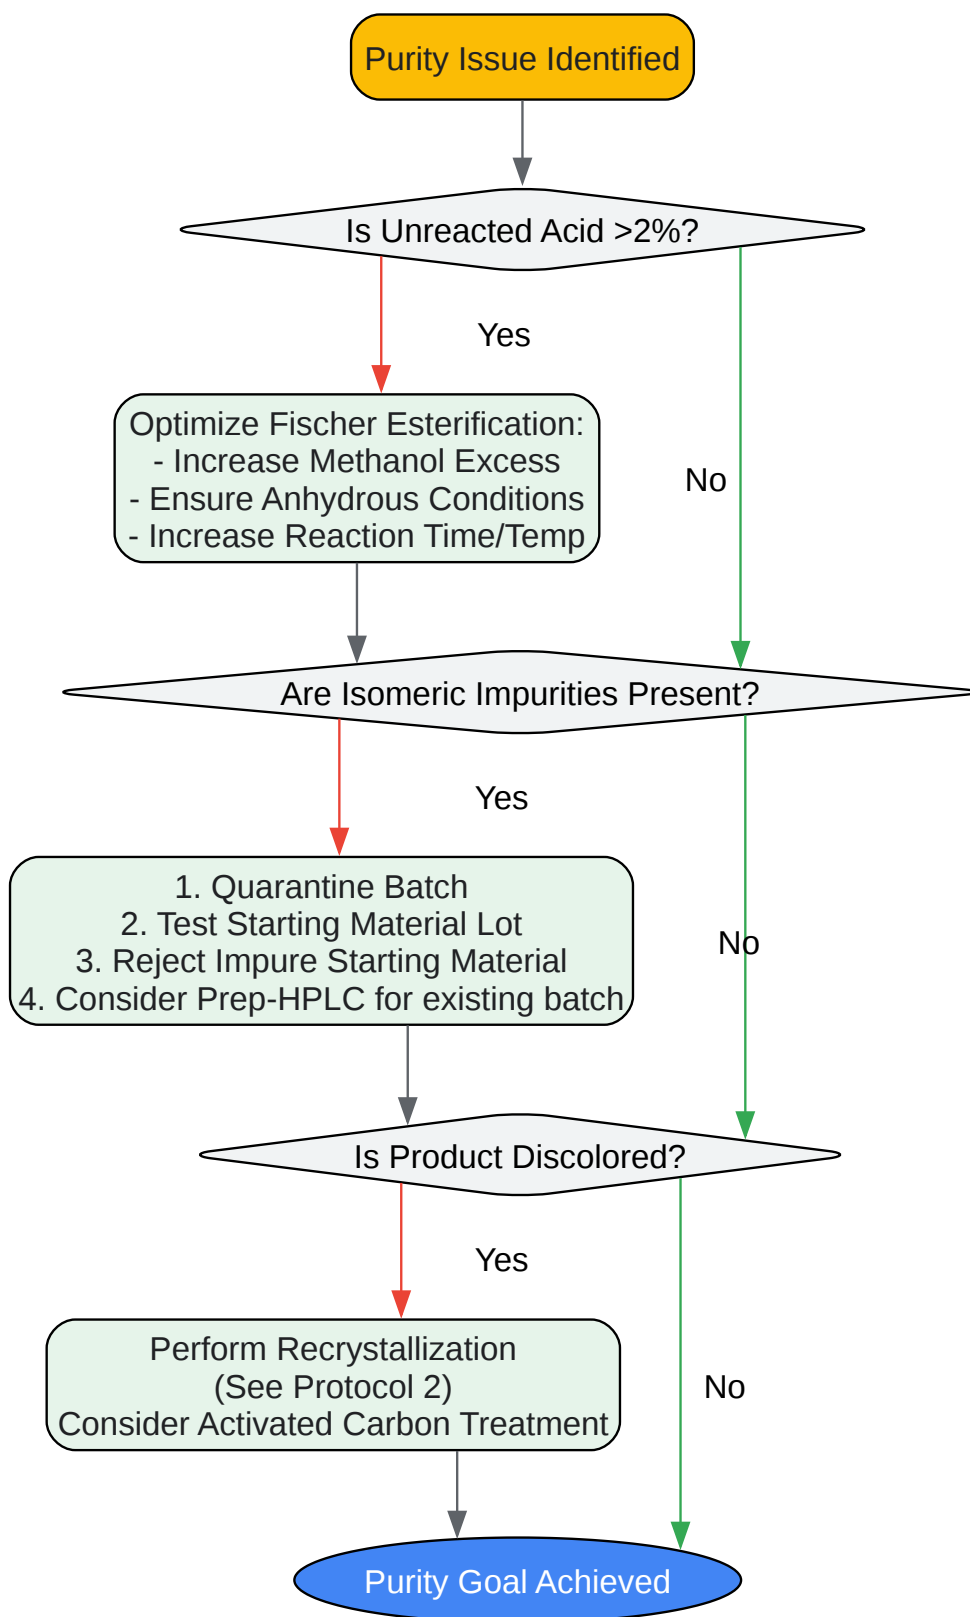 Purity Issue Identified
Is Unreacted Acid >2%?
Yes
Optimize Fischer Esterification:
- Increase Methanol Excess
- Ensure Anhydrous Conditions
- Increase Reaction Time/Temp
No
Are Isomeric Impurities Present?
Yes
1. Quarantine Batch
2. Test Starting Material Lot
3. Reject Impure Starting Material
4. Consider Prep-HPLC for existing batch
No
Is Product Discolored?
Yes
Perform Recrystallization
(See Protocol 2)
Consider Activated Carbon Treatment
No
Purity Goal Achieved